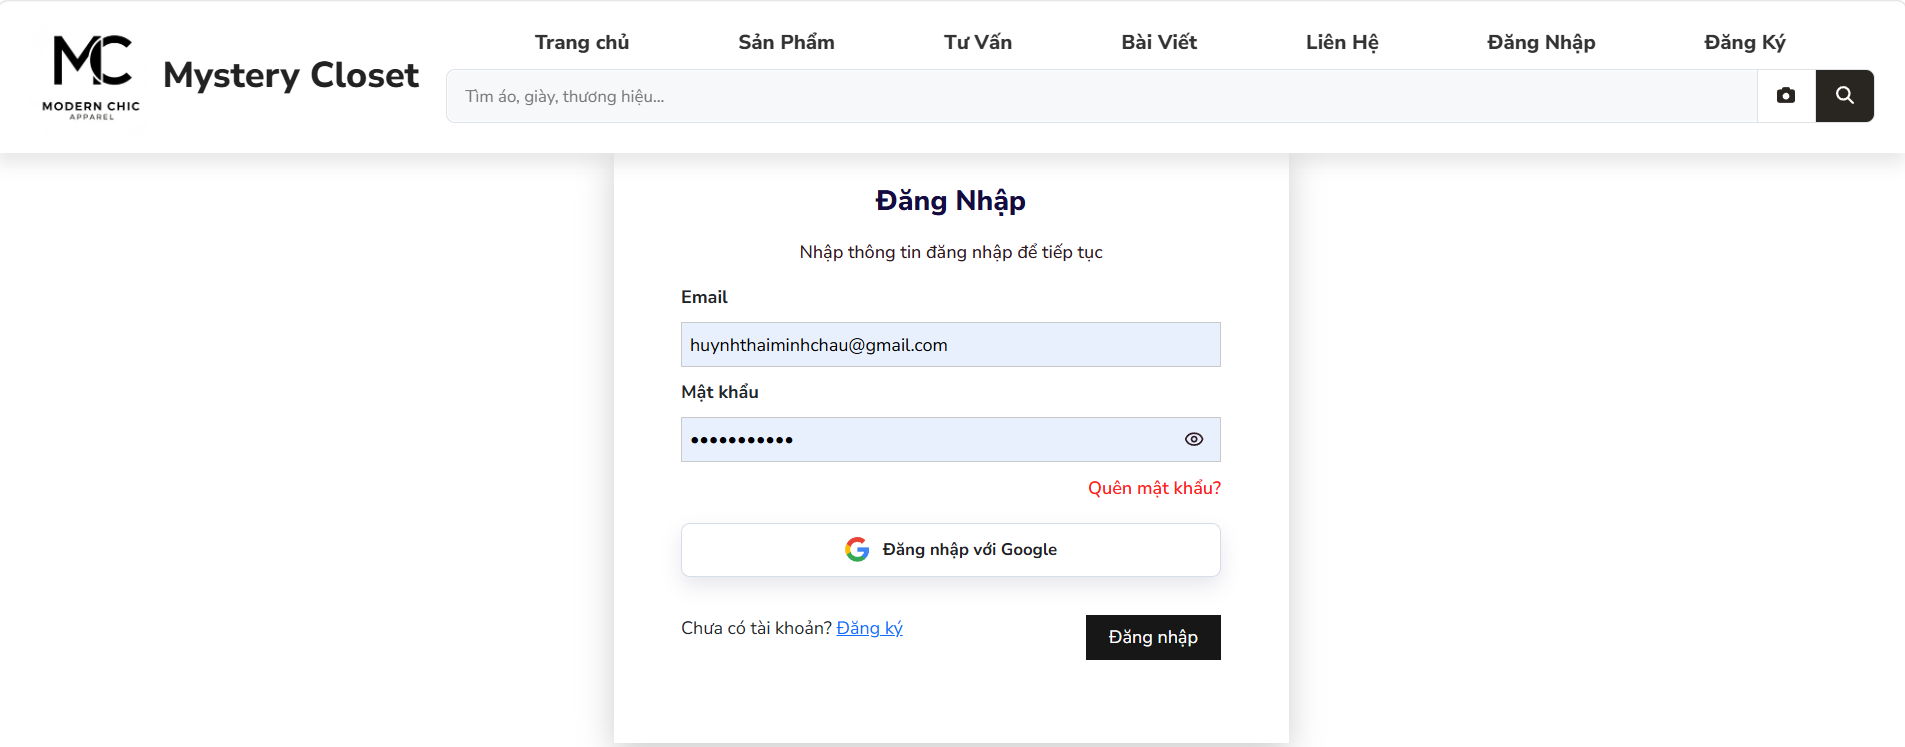 MC
MODERN CHIC
APPAREL
Mystery Closet
Trang chủ
Sản Phẩm
Tư Vấn
Bài Viết
Liên Hệ
Đăng Nhập
Đăng Ký
Tìm áo, giày, thương hiệu...
Đăng Nhập
Nhập thông tin đăng nhập để tiếp tục
Email
huynhthaiminhchau@gmail.com
Mật khẩu
•••••••••••
Quên mật khẩu?
Đăng nhập với Google
Chưa có tài khoản? Đăng ký
Đăng nhập